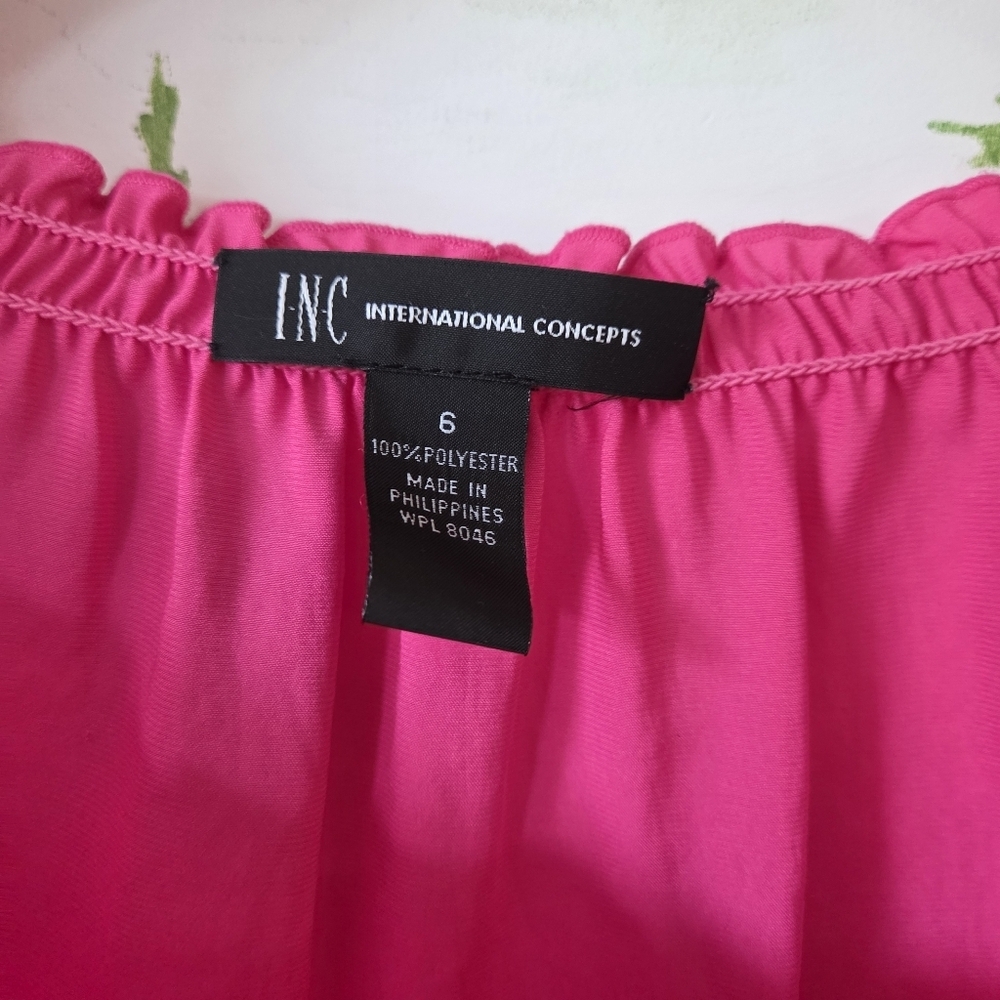 I·N·C INTERNATIONAL CONCEPTS
6
100%POLYESTER
MADE IN
PHILIPPINES
WPL 8046